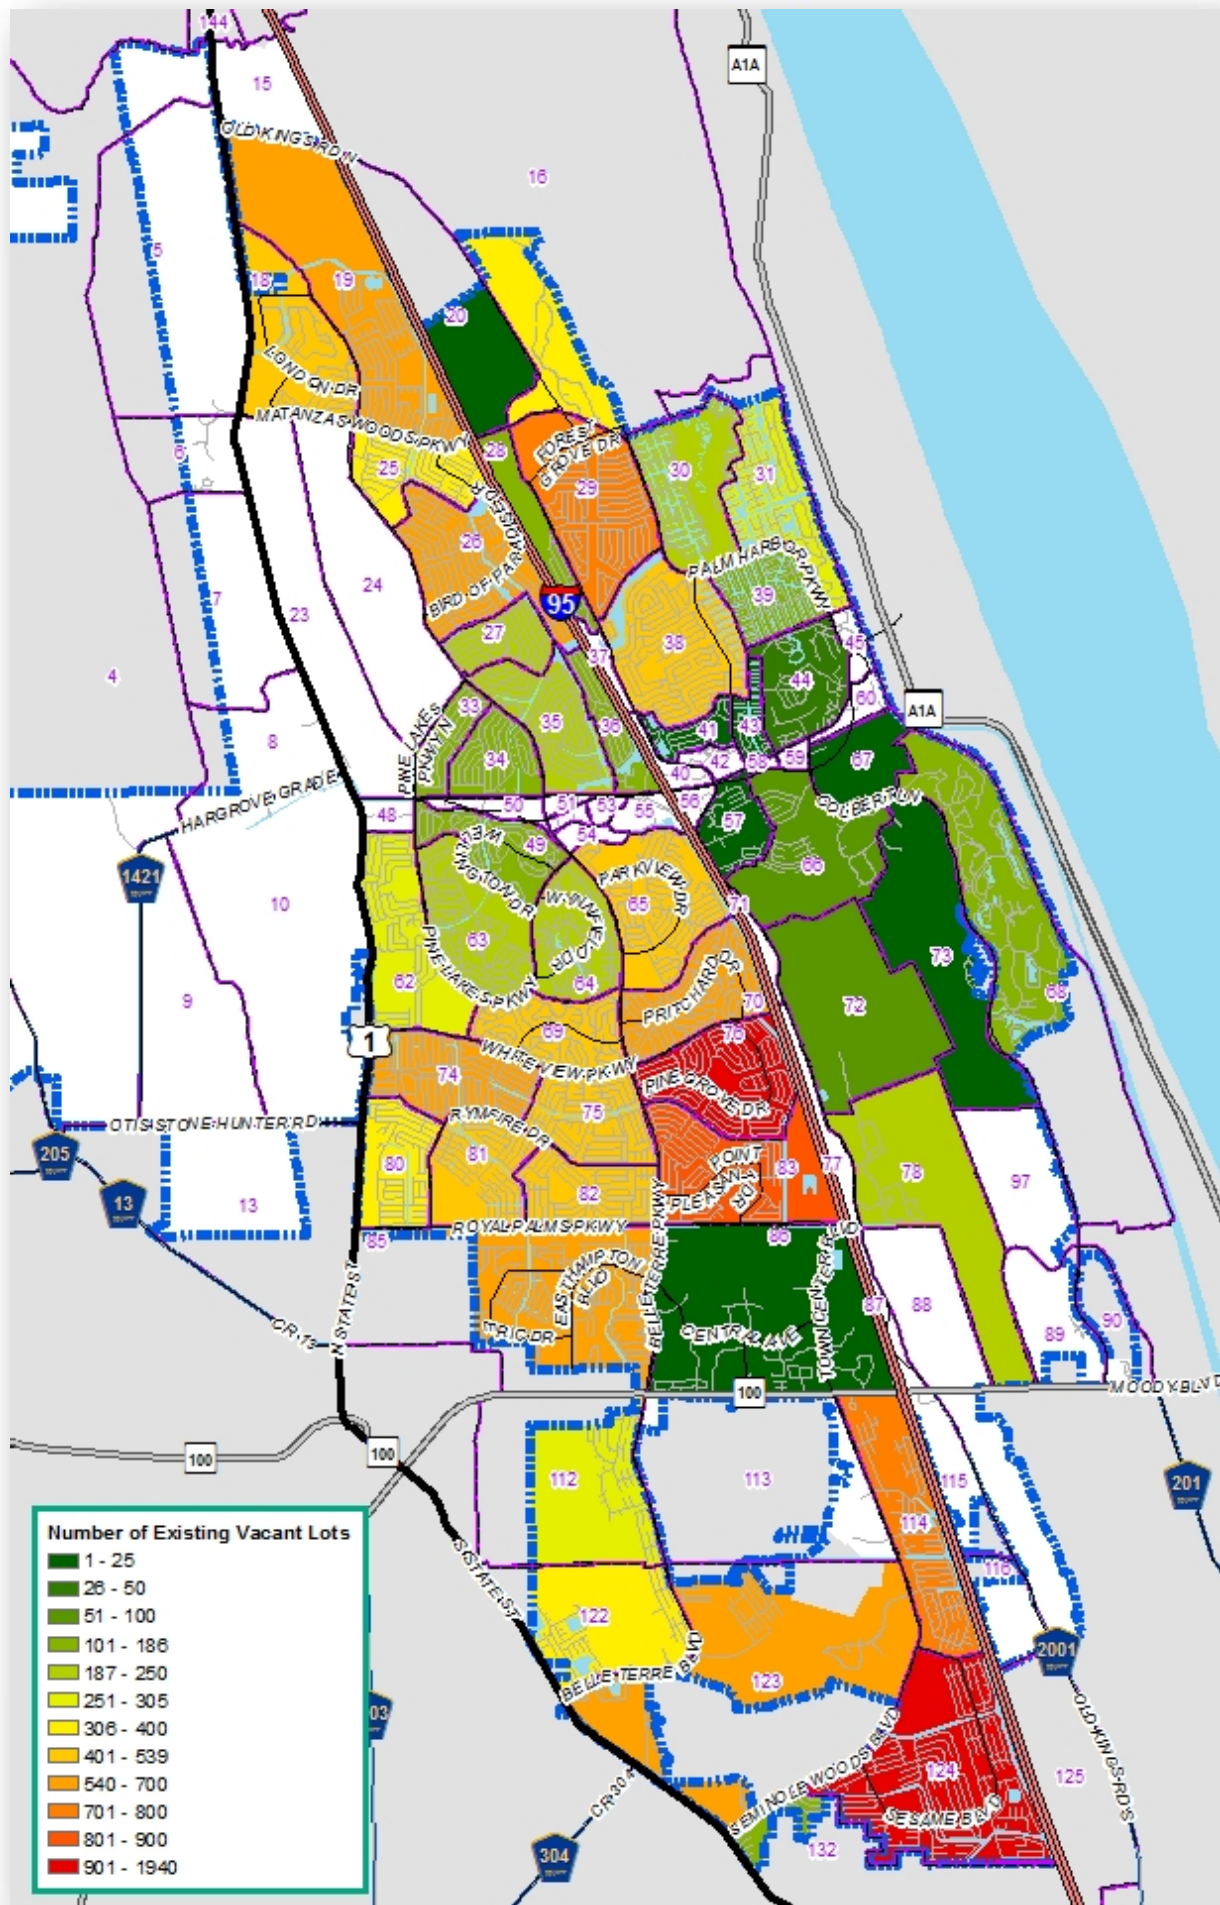 144
15
A1A
OLD KINGS RD N
16
5
18
19
20
LONDON DR
MATANZAS WOODS PKWY
6
25
28
FOREST
GROVE DR
29
30
31
26
BIRD OF PARADISE DR
PALM HARBOR PKWY
95
39
24
7
23
27
37
38
45
44
4
60
A1A
33
35
36
41
43
PINE LAKES
PKWY N
8
34
42
58
59
67
40
HARGROVE GRADE
48
50
51
53
55
56
COLBERT LN
57
54
49
WELLINGTON DR
66
1421
PARKVIEW DR
65
WYNNFIELD DR
10
71
63
PINE LAKES PKWY
73
62
64
PRITCHARD DR
70
72
68
9
69
76
1
WHITE VIEW PKWY
74
PINE GROVE DR
75
OTIS STONE HUNTER RD
RYMFIRE DR
205
80
81
POINT
PLEASANT DR
83
77
78
97
13
13
82
ROYAL PALMS PKWY
85
86
EASTHAMPTON
BLVD
BELLE TERRE PKWY
TOWN CENTER BLVD
87
88
CR 13
N STATE ST
CENTRAL AVE
89
90
100
MOODY BLVD
100
100
112
113
115
201
114
S STATE ST
116
122
2001
BELLE TERRE BLVD
123
OLD KINGS RD S
SEMINOLE WOODS BLVD
124
125
CR 304
SESAME BLVD
132
304
03
Number of Existing Vacant Lots
1 - 25
26 - 50
51 - 100
101 - 186
187 - 250
251 - 305
306 - 400
401 - 539
540 - 700
701 - 800
801 - 900
901 - 1940